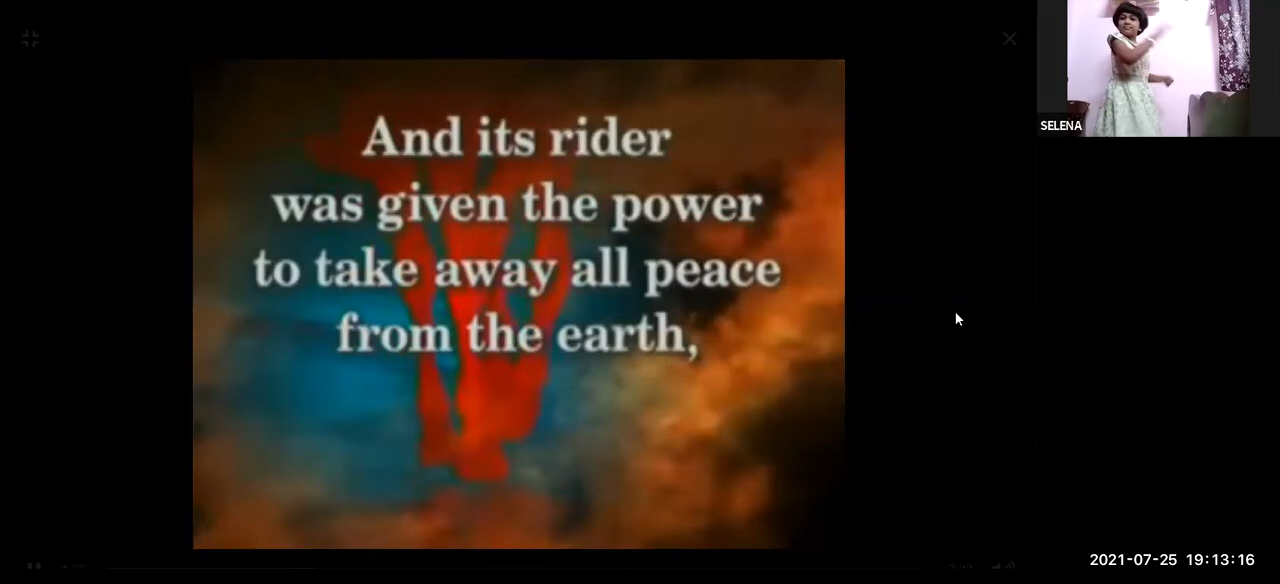 And its rider
was given the power
to take away all peace
from the earth,
SELENA
2021-07-25 19:13:16